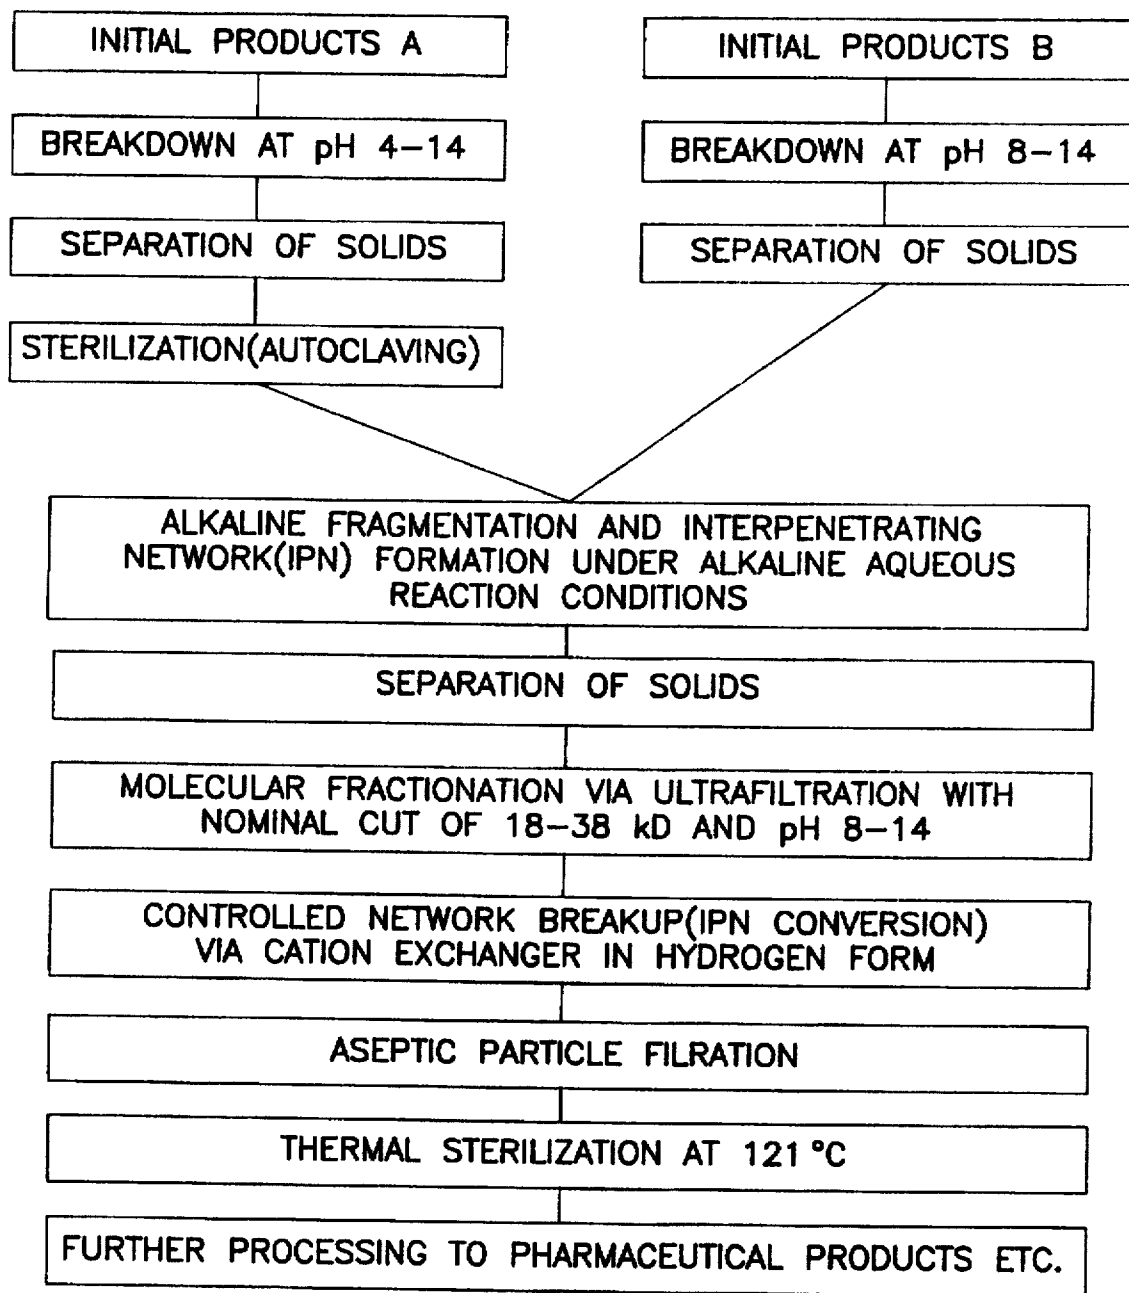 INITIAL PRODUCTS A
BREAKDOWN AT pH 4-14
SEPARATION OF SOLIDS
STERILIZATION(AUTOCLAVING)
INITIAL PRODUCTS B
BREAKDOWN AT pH 8-14
SEPARATION OF SOLIDS
ALKALINE FRAGMENTATION AND INTERPENETRATING
NETWORK(IPN) FORMATION UNDER ALKALINE AQUEOUS
REACTION CONDITIONS
SEPARATION OF SOLIDS
MOLECULAR FRACTIONATION VIA ULTRAFILTRATION WITH
NOMINAL CUT OF 18-38 kD AND pH 8-14
CONTROLLED NETWORK BREAKUP(IPN CONVERSION)
VIA CATION EXCHANGER IN HYDROGEN FORM
ASEPTIC PARTICLE FILRATION
THERMAL STERILIZATION AT 121 °C
FURTHER PROCESSING TO PHARMACEUTICAL PRODUCTS ETC.